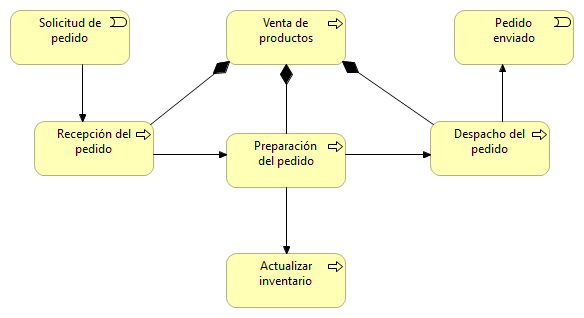 Solicitud de
pedido
Venta de
productos
Pedido
enviado
Recepción del
pedido
Preparación
del pedido
Despacho del
pedido
Actualizar
inventario